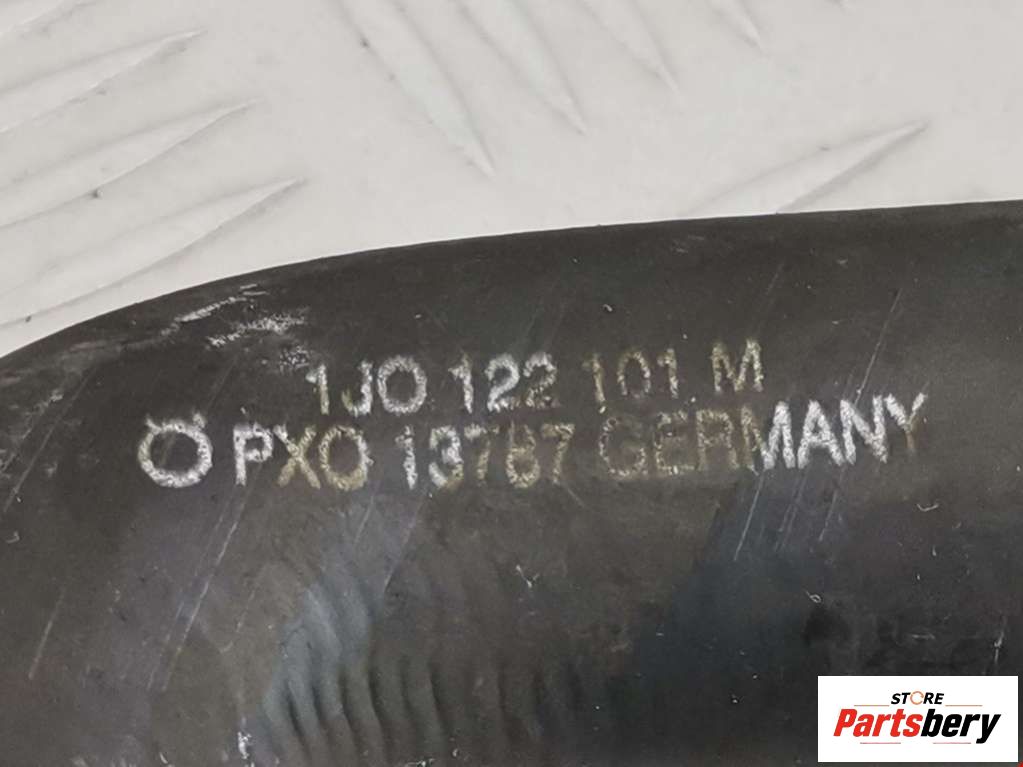 1J0 122 101 M
PX0 13787 GERMANY
STORE
Partsbery